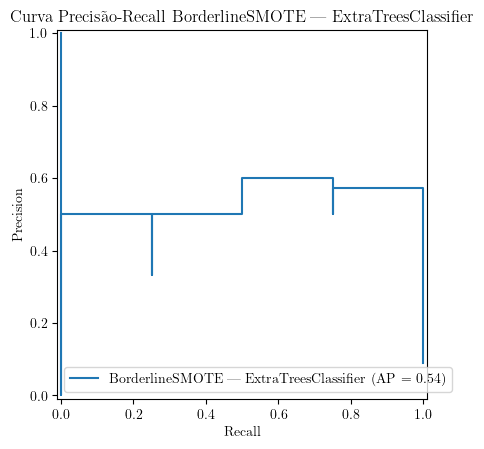 Curva Precisão-Recall BorderlineSMOTE — ExtraTreesClassifier
1.0
0.8
0.6
0.4
0.2
0.0
Precision
BorderlineSMOTE — ExtraTreesClassifier (AP = 0.54)
0.0 0.2 0.4 0.6 0.8 1.0
Recall